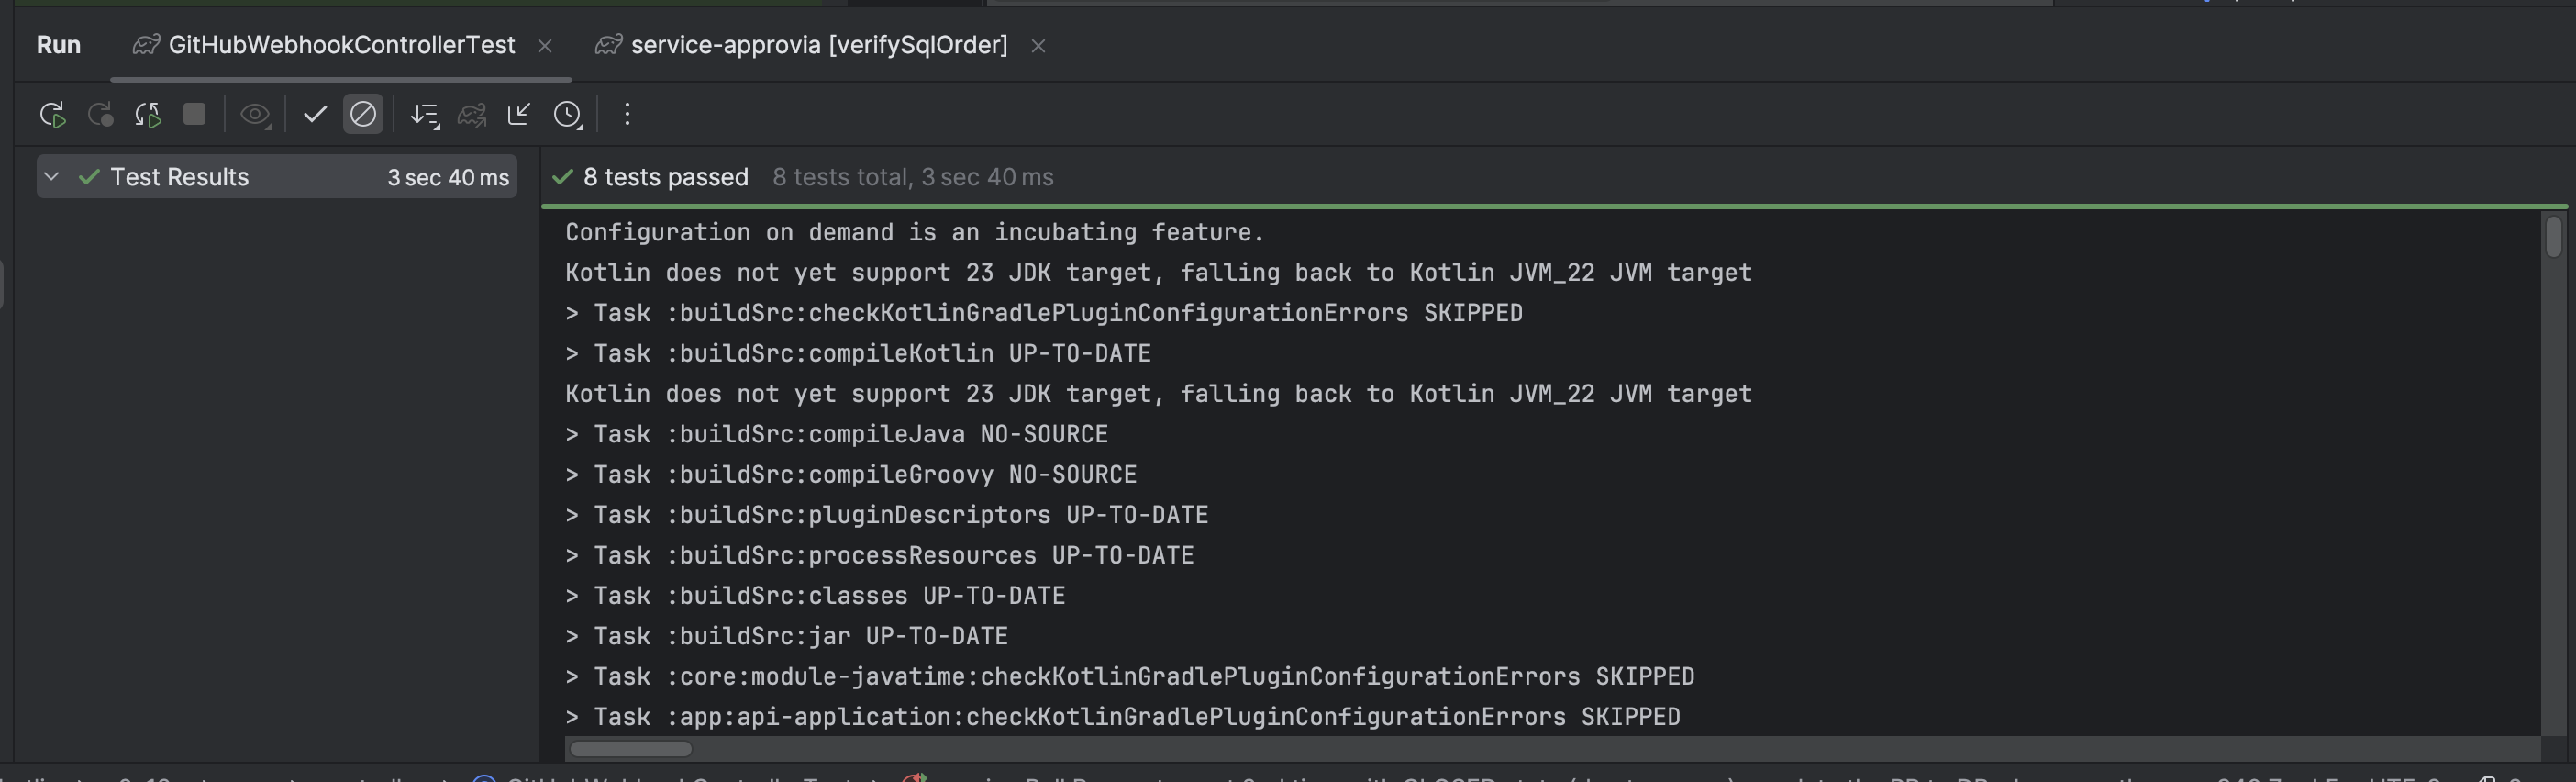 Run GitHubWebhookControllerTest service-approvia [verifySqlOrder]
Test Results 3 sec 40 ms
8 tests passed 8 tests total, 3 sec 40 ms
Configuration on demand is an incubating feature.
Kotlin does not yet support 23 JDK target, falling back to Kotlin JVM_22 JVM target
> Task :buildSrc:checkKotlinGradlePluginConfigurationErrors SKIPPED
> Task :buildSrc:compileKotlin UP-TO-DATE
Kotlin does not yet support 23 JDK target, falling back to Kotlin JVM_22 JVM target
> Task :buildSrc:compileJava NO-SOURCE
> Task :buildSrc:compileGroovy NO-SOURCE
> Task :buildSrc:pluginDescriptors UP-TO-DATE
> Task :buildSrc:processResources UP-TO-DATE
> Task :buildSrc:classes UP-TO-DATE
> Task :buildSrc:jar UP-TO-DATE
> Task :core:module-javatime:checkKotlinGradlePluginConfigurationErrors SKIPPED
> Task :app:api-application:checkKotlinGradlePluginConfigurationErrors SKIPPED